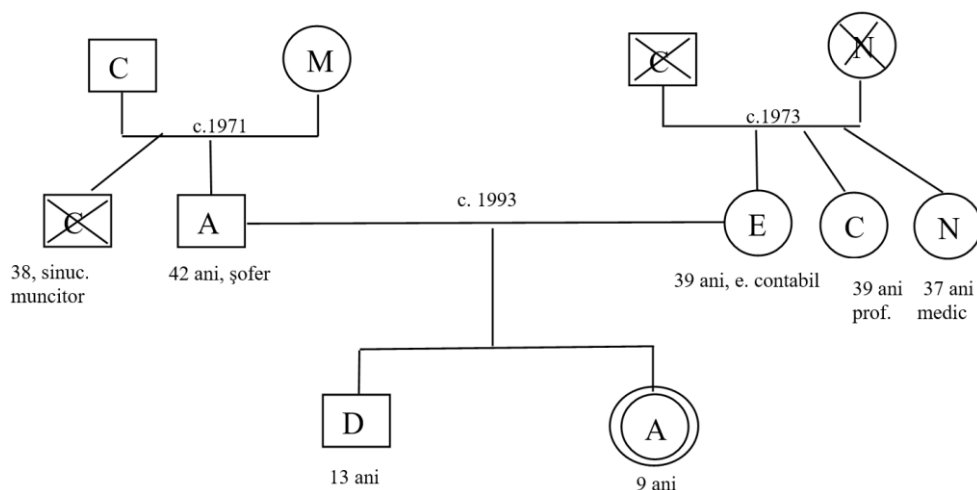 C
M
C
N
c.1971
c.1973
C
A
c. 1993
E
C
N
38, sinuc.
muncitor
42 ani, şofer
39 ani, e. contabil
39 ani
prof.
37 ani
medic
D
A
13 ani
9 ani